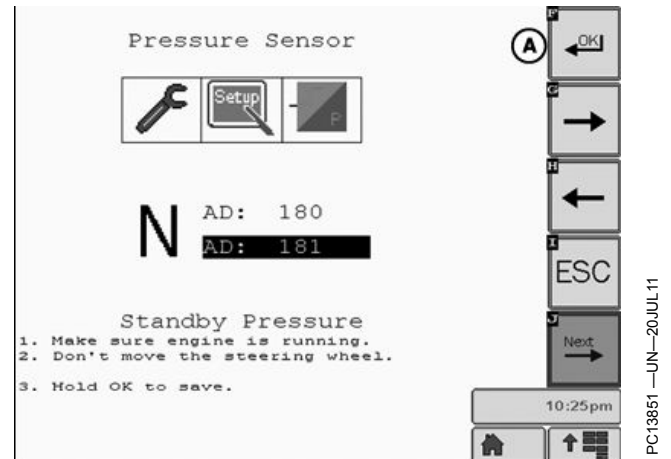 Pressure Sensor
Setup
P
N
AD: 180
AD: 181
Standby Pressure
1. Make sure engine is running.
2. Don't move the steering wheel.
3. Hold OK to save.
A
F
OK
G
H
I
ESC
J
Next
10:25pm
PC13851 —UN—20JUL11